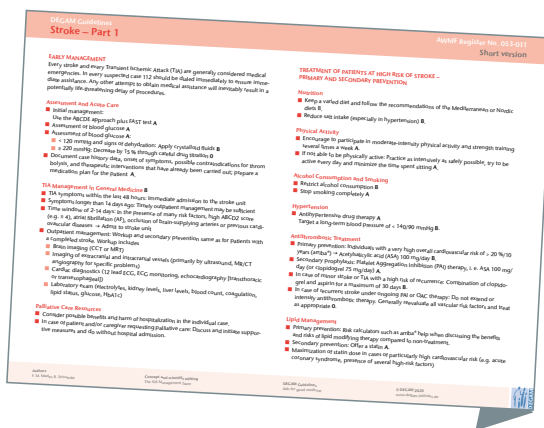 DEGAM Guidelines
Stroke – Part 1
AWMF Register No. 053-011
Short version
EARLY MANAGEMENT
Every stroke and every Transient Ischemic Attack (TIA) are generally considered medical
emergencies. In every suspected case 112 should be dialed immediately to ensure imme-
diate assistance. Any other attempts to obtain medical assistance will inevitably result in a
potentially life-threatening delay of procedures.
Assessment And Acute Care
Initial management:
Use the ABCDE approach plus FAST test A
Assessment of blood glucose A
Assessment of blood glucose A:
< 120 mmHg and signs of dehydration: Apply crystalloid fluids B
≥ 220 mmHg: Decrease by 15 % through careful drug titration 0
Document case history data, onset of symptoms, possible contraindications for throm
bolysis, and therapeutic interventions that have already been carried out; prepare a
medication plan for the patient A.
TIA Management in General Medicine B
TIA symptoms within the last 48 hours: Immediate admission to the stroke unit
Symptoms longer than 14 days ago: Timely outpatient management may be sufficient
Time window of 2-14 days: In the presence of many risk factors, high ABCD2 score
(e.g. ≥ 4), atrial fibrillation (AF), occlusion of brain-supplying arteries or previous cardi-
ovascular diseases → Admit to stroke unit
Outpatient management: Workup and secondary prevention same as for patients with
a completed stroke. Workup includes
Brain imaging (CCT or MRT)
Imaging of extracranial and intracranial vessels (primarily by ultrasound, MR/CT
angiography for specific problems)
Cardiac diagnostics (12 lead ECG, ECG monitoring, echocardiography [transthoracic
or transesophageal])
Laboratory exam (electrolytes, kidney levels, liver levels, blood count, coagulation,
lipid status, glucose, HbA1c)
Palliative Care Resources
Consider possible benefits and harm of hospitalization in the individual case.
In case of patient and/or caregiver requesting palliative care: Discuss and initiate suppor-
tive measures and do without hospital admission.
TREATMENT OF PATIENTS AT HIGH RISK OF STROKE –
PRIMARY AND SECONDARY PREVENTION
Nutrition
Keep a varied diet and follow the recommendations of the Mediterranean or Nordic
diets B.
Reduce salt intake (especially in hypertension) B.
Physical Activity
Encourage to participate in moderate-intensity physical activity and strength training
several times a week A.
If not able to be physically active: Practice as intensively as safely possible, try to be
active every day and minimize the time spent sitting A.
Alcohol Consumption and Smoking
Restrict alcohol consumption B
Stop smoking completely A
Hypertension
Antihypertensive drug therapy A
Target a long-term blood pressure of < 140/90 mmHg B.
Antithrombotic Treatment
Primary prevention: Individuals with a very high overall cardiovascular risk of > 20 %/10
years (arriba® → Acetylsalicylic acid (ASA) 100 mg/day B,
Secondary Prophylaxis: Platelet Aggregation Inhibition (PAI) therapy, i.e. ASA 100 mg/
day (or clopidogrel 75 mg/day) A.
In case of minor stroke or TIA with a high risk of recurrence: Combination of clopido-
grel and aspirin for a maximum of 30 days B.
In case of recurrent stroke under ongoing PAI or OAC therapy: Do not extend or
intensify antithrombotic therapy. Generally revaluate all vascular risk factors and treat
as appropriate 0.
Lipid Management
Primary prevention: Risk calculators such as arriba® help when discussing the benefits
and risks of lipid modifying therapy compared to non-treatment.
Secondary prevention: Offer a statin A.
Maximization of statin dose in cases of particularly high cardiovascular risk (e.g. acute
coronary syndrome, presence of several high-risk factors)
Authors
Concept and scientific editing
DEGAM Guidelines
© DEGAM 2020
DEGAM